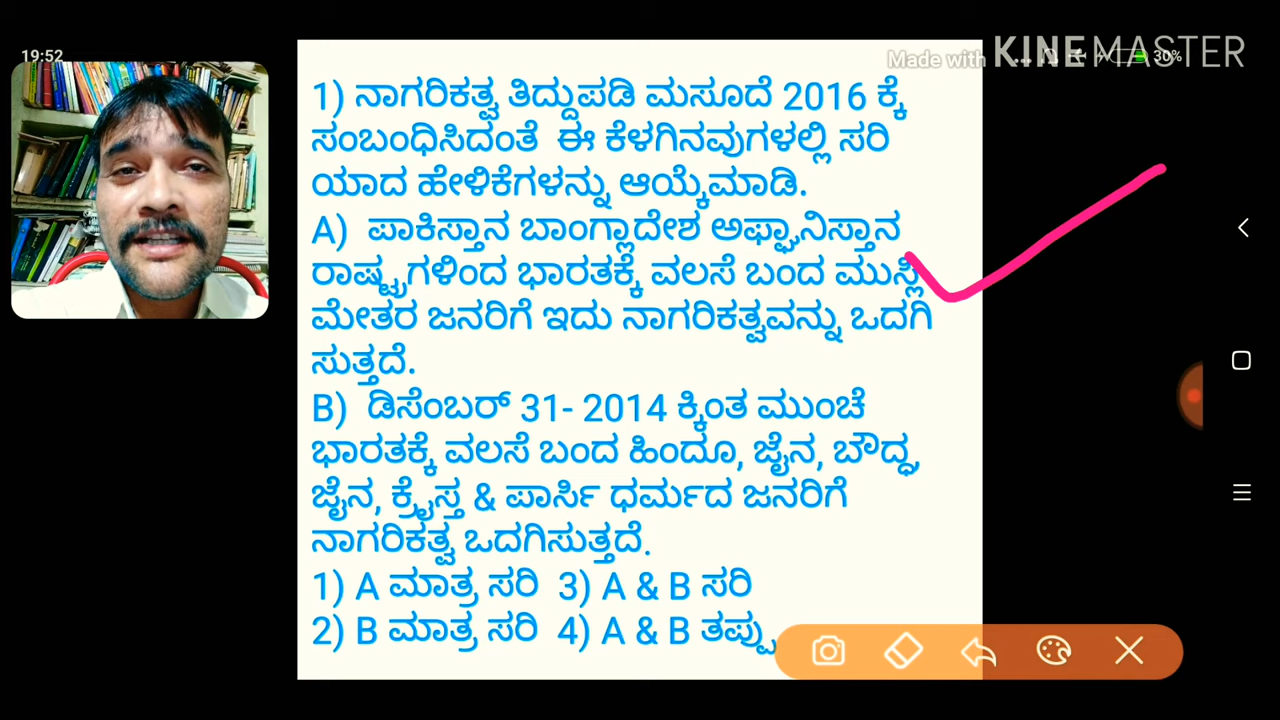 19:52
Made with KINEMASTER
30%
1) ನಾಗರಿಕತ್ವ ತಿದ್ದುಪಡಿ ಮಸೂದೆ 2016 ಕ್ಕೆ
ಸಂಬಂಧಿಸಿದಂತೆ ಈ ಕೆಳಗಿನವುಗಳಲ್ಲಿ ಸರಿ
ಯಾದ ಹೇಳಿಕೆಗಳನ್ನು ಆಯ್ಕೆಮಾಡಿ.
A) ಪಾಕಿಸ್ತಾನ ಬಾಂಗ್ಲಾದೇಶ ಅಫ್ಘಾನಿಸ್ತಾನ
ರಾಷ್ಟ್ರಗಳಿಂದ ಭಾರತಕ್ಕೆ ವಲಸೆ ಬಂದ ಮುಸ್ಲಿ
ಮೇತರ ಜನರಿಗೆ ಇದು ನಾಗರಿಕತ್ವವನ್ನು ಒದಗಿ
ಸುತ್ತದೆ.
B) ಡಿಸೆಂಬರ್ 31- 2014 ಕ್ಕಿಂತ ಮುಂಚೆ
ಭಾರತಕ್ಕೆ ವಲಸೆ ಬಂದ ಹಿಂದೂ, ಜೈನ, ಬೌದ್ಧ,
ಜೈನ, ಕ್ರೈಸ್ತ & ಪಾರ್ಸಿ ಧರ್ಮದ ಜನರಿಗೆ
ನಾಗರಿಕತ್ವ ಒದಗಿಸುತ್ತದೆ.
1) A ಮಾತ್ರ ಸರಿ 3) A & B ಸರಿ
2) B ಮಾತ್ರ ಸರಿ 4) A & B ತಪ್ಪು